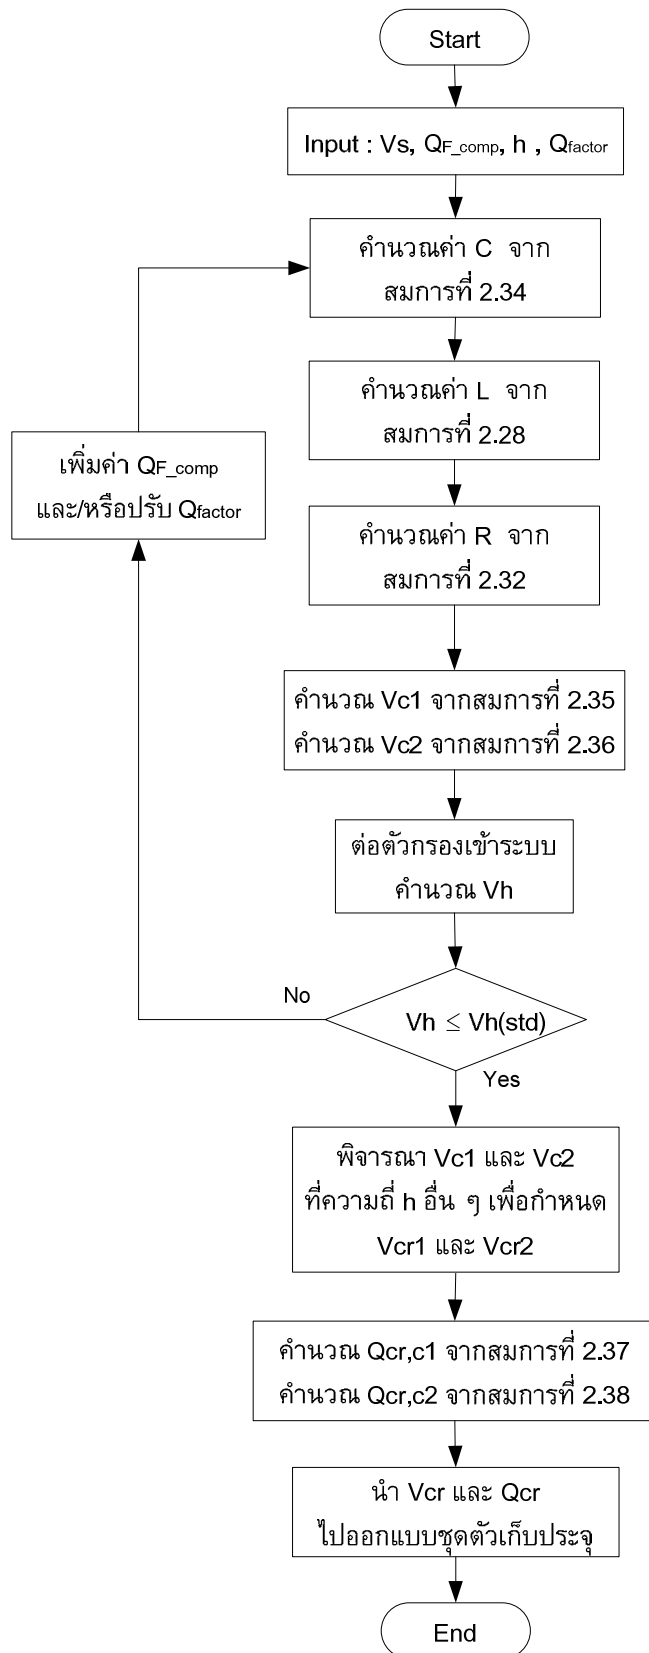 Start
Input : Vs, QF_comp, h , Qfactor
คำนวณค่า C จาก
สมการที่ 2.34
คำนวณค่า L จาก
สมการที่ 2.28
เพิ่มค่า QF_comp
และ/หรือปรับ Qfactor
คำนวณค่า R จาก
สมการที่ 2.32
คำนวณ Vc1 จากสมการที่ 2.35
คำนวณ Vc2 จากสมการที่ 2.36
ต่อตัวกรองเข้าระบบ
คำนวณ Vh
No
Vh ≤ Vh(std)
Yes
พิจารณา Vc1 และ Vc2
ที่ความถี่ h อื่น ๆ เพื่อกำหนด
Vcr1 และ Vcr2
คำนวณ Qcr,c1 จากสมการที่ 2.37
คำนวณ Qcr,c2 จากสมการที่ 2.38
นำ Vcr และ Qcr
ไปออกแบบชุดตัวเก็บประจุ
End